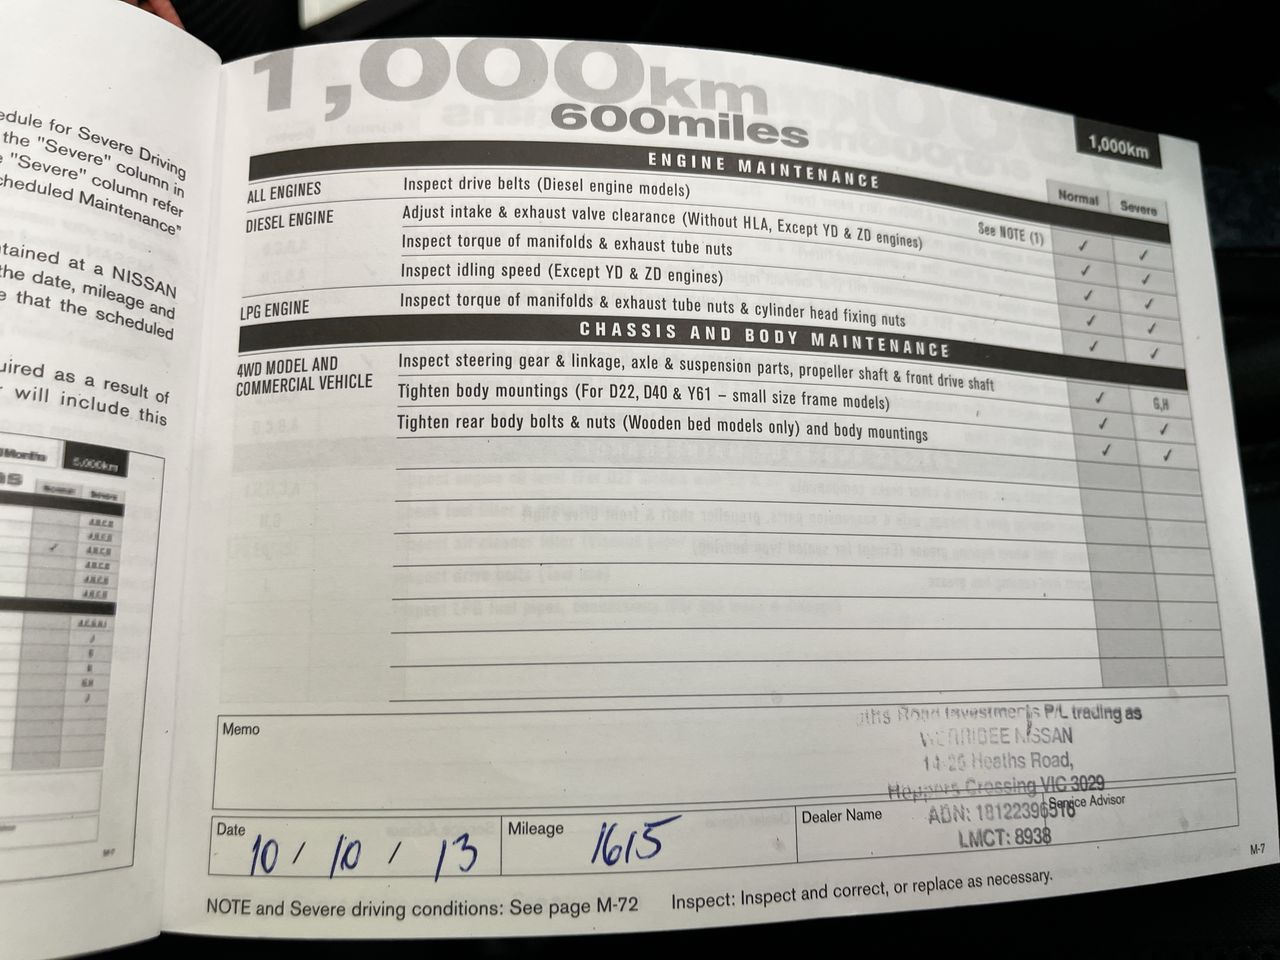 edule for Severe Driving
the "Severe" column in
"Severe" column refer
cheduled Maintenance"
tained at a NISSAN
the date, mileage and
that the scheduled
uired as a result of
will include this
5,000km
M-7
1,000km
600miles
1,000km
ENGINE MAINTENANCE
Normal Severe
ALL ENGINES Inspect drive belts (Diesel engine models) ✓ ✓
DIESEL ENGINE Adjust intake & exhaust valve clearance (Without HLA, Except YD & ZD engines) See NOTE (1) ✓ ✓
Inspect torque of manifolds & exhaust tube nuts ✓ ✓
Inspect idling speed (Except YD & ZD engines) ✓ ✓
LPG ENGINE Inspect torque of manifolds & exhaust tube nuts & cylinder head fixing nuts ✓ ✓
CHASSIS AND BODY MAINTENANCE
4WD MODEL AND COMMERCIAL VEHICLE Inspect steering gear & linkage, axle & suspension parts, propeller shaft & front drive shaft ✓ G,H
Tighten body mountings (For D22, D40 & Y61 – small size frame models) ✓ ✓
Tighten rear body bolts & nuts (Wooden bed models only) and body mountings ✓ ✓
Memo
Road Investments P/L trading as
WERRIBEE NISSAN
14-26 Heaths Road,
Hoppers Crossing VIC 3029
ABN: 18122396516
LMCT: 8938
Date 10 / 10 / 13 Mileage 1615 Dealer Name Service Advisor
NOTE and Severe driving conditions: See page M-72 Inspect: Inspect and correct, or replace as necessary.
M-7